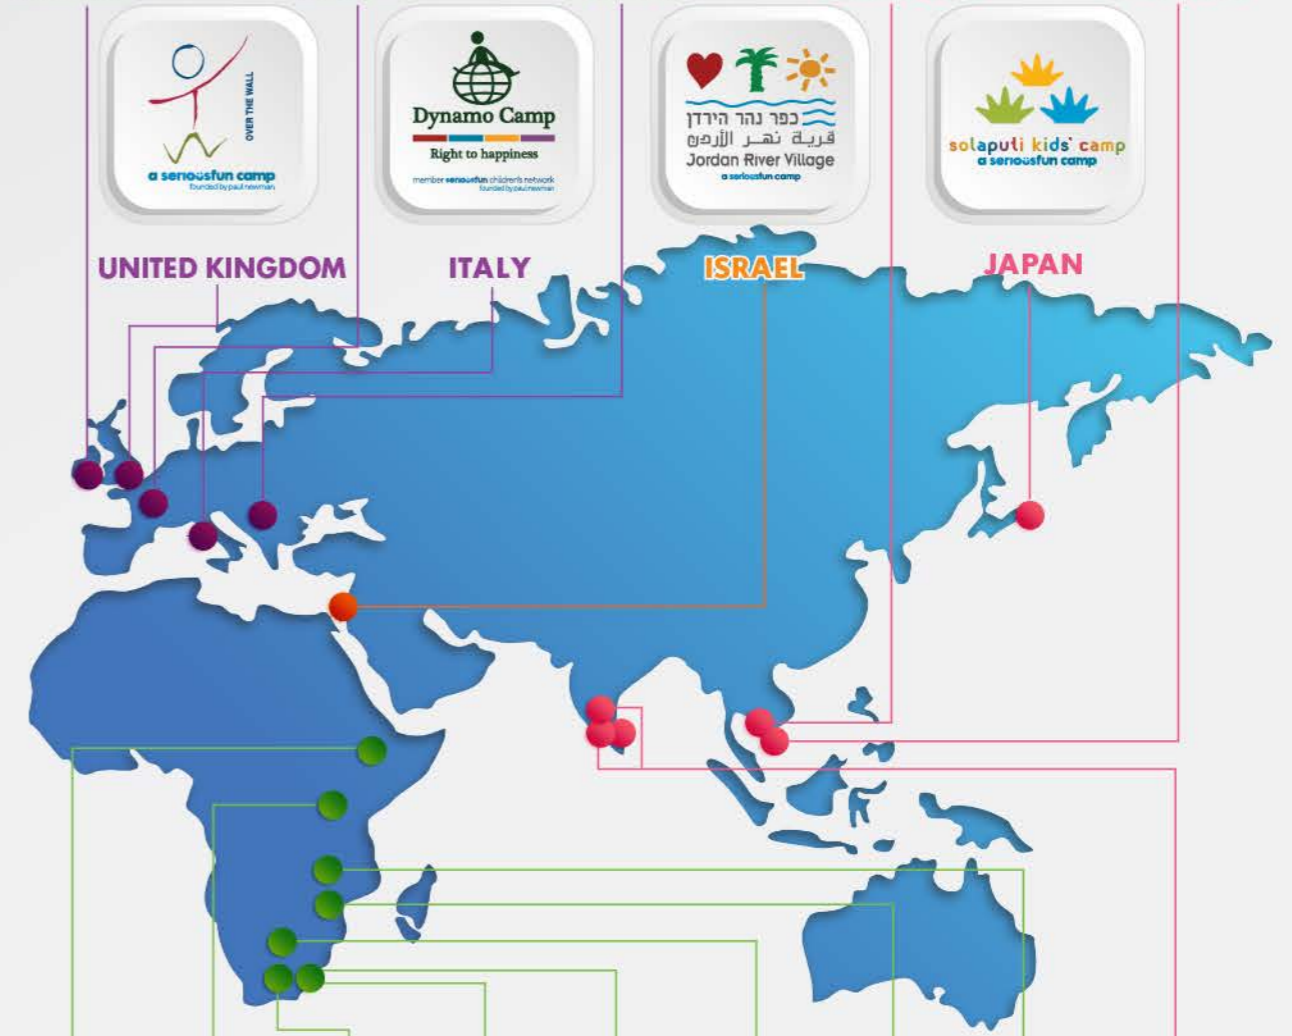 OVER THE WALL
a seriousfun camp
founded by paul newman
Dynamo Camp
Right to happiness
member seriousfun children's network
founded by paul newman
כפר נהר הירדן
قرية نهر الأردن
Jordan River Village
a seriousfun camp
solaputi kids' camp
a seriousfun camp
UNITED KINGDOM
ITALY
ISRAEL
JAPAN